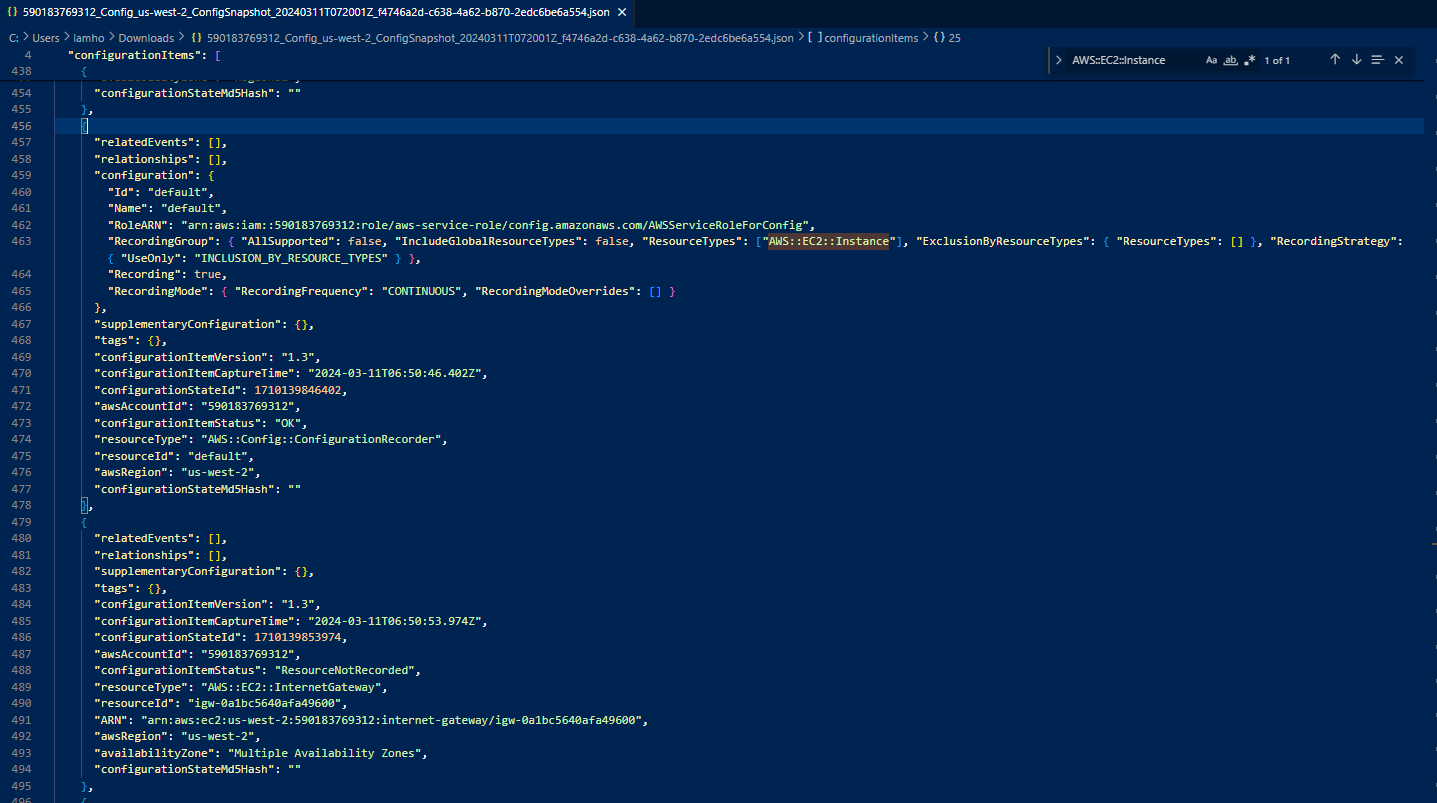 {} 590183769312_Config_us-west-2_ConfigSnapshot_20240311T072001Z_f4746a2d-c638-4a62-b870-2edc6be6a554.json ×
C: > Users > lamho > Downloads > {} 590183769312_Config_us-west-2_ConfigSnapshot_20240311T072001Z_f4746a2d-c638-4a62-b870-2edc6be6a554.json > [ ] configurationItems > {} 25
AWS::EC2::Instance Aa ab .* 1 of 1
4 "configurationItems": [
438 {
454 "configurationStateMd5Hash": ""
455 },
456 {
457 "relatedEvents": [],
458 "relationships": [],
459 "configuration": {
460 "Id": "default",
461 "Name": "default",
462 "RoleARN": "arn:aws:iam::590183769312:role/aws-service-role/config.amazonaws.com/AWSServiceRoleForConfig",
463 "RecordingGroup": { "AllSupported": false, "IncludeGlobalResourceTypes": false, "ResourceTypes": ["AWS::EC2::Instance"], "ExclusionByResourceTypes": { "ResourceTypes": [] }, "RecordingStrategy":
{ "UseOnly": "INCLUSION_BY_RESOURCE_TYPES" } },
464 "Recording": true,
465 "RecordingMode": { "RecordingFrequency": "CONTINUOUS", "RecordingModeOverrides": [] }
466 },
467 "supplementaryConfiguration": {},
468 "tags": {},
469 "configurationItemVersion": "1.3",
470 "configurationItemCaptureTime": "2024-03-11T06:50:46.402Z",
471 "configurationStateId": 1710139846402,
472 "awsAccountId": "590183769312",
473 "configurationItemStatus": "OK",
474 "resourceType": "AWS::Config::ConfigurationRecorder",
475 "resourceId": "default",
476 "awsRegion": "us-west-2",
477 "configurationStateMd5Hash": ""
478 },
479 {
480 "relatedEvents": [],
481 "relationships": [],
482 "supplementaryConfiguration": {},
483 "tags": {},
484 "configurationItemVersion": "1.3",
485 "configurationItemCaptureTime": "2024-03-11T06:50:53.974Z",
486 "configurationStateId": 1710139853974,
487 "awsAccountId": "590183769312",
488 "configurationItemStatus": "ResourceNotRecorded",
489 "resourceType": "AWS::EC2::InternetGateway",
490 "resourceId": "igw-0a1bc5640afa49600",
491 "ARN": "arn:aws:ec2:us-west-2:590183769312:internet-gateway/igw-0a1bc5640afa49600",
492 "awsRegion": "us-west-2",
493 "availabilityZone": "Multiple Availability Zones",
494 "configurationStateMd5Hash": ""
495 },